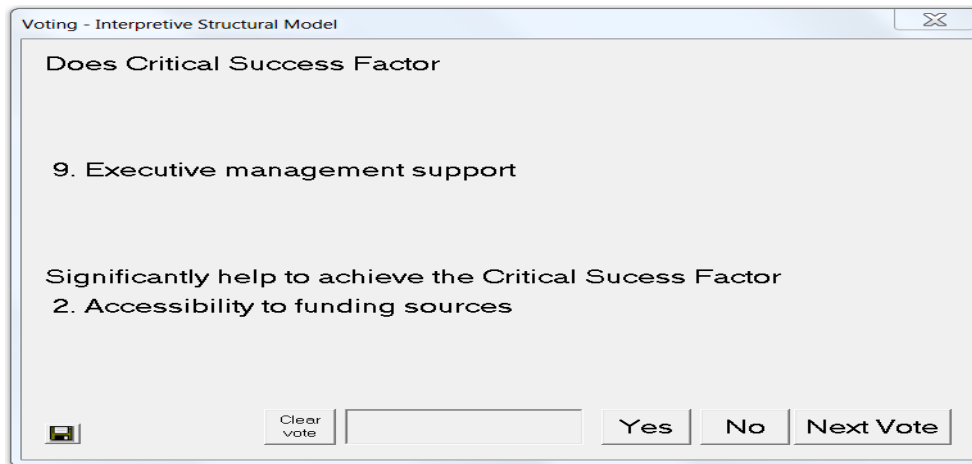 Voting - Interpretive Structural Model
Does Critical Success Factor
9. Executive management support
Significantly help to achieve the Critical Sucess Factor
2. Accessibility to funding sources
Clear
vote
Yes
No
Next Vote